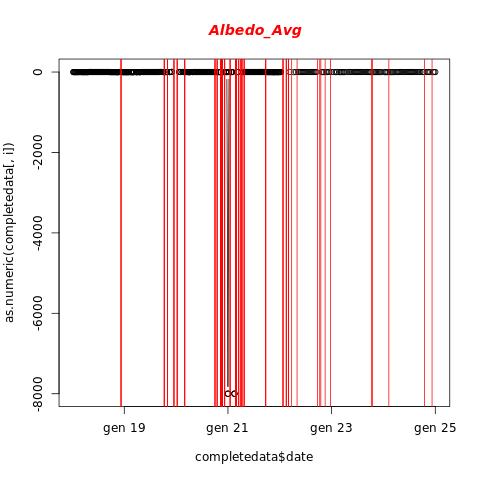 Albedo_Avg
as.numeric(completedata[, i])
0
-2000
-4000
-6000
-8000
gen 19
gen 21
gen 23
gen 25
completedata$date